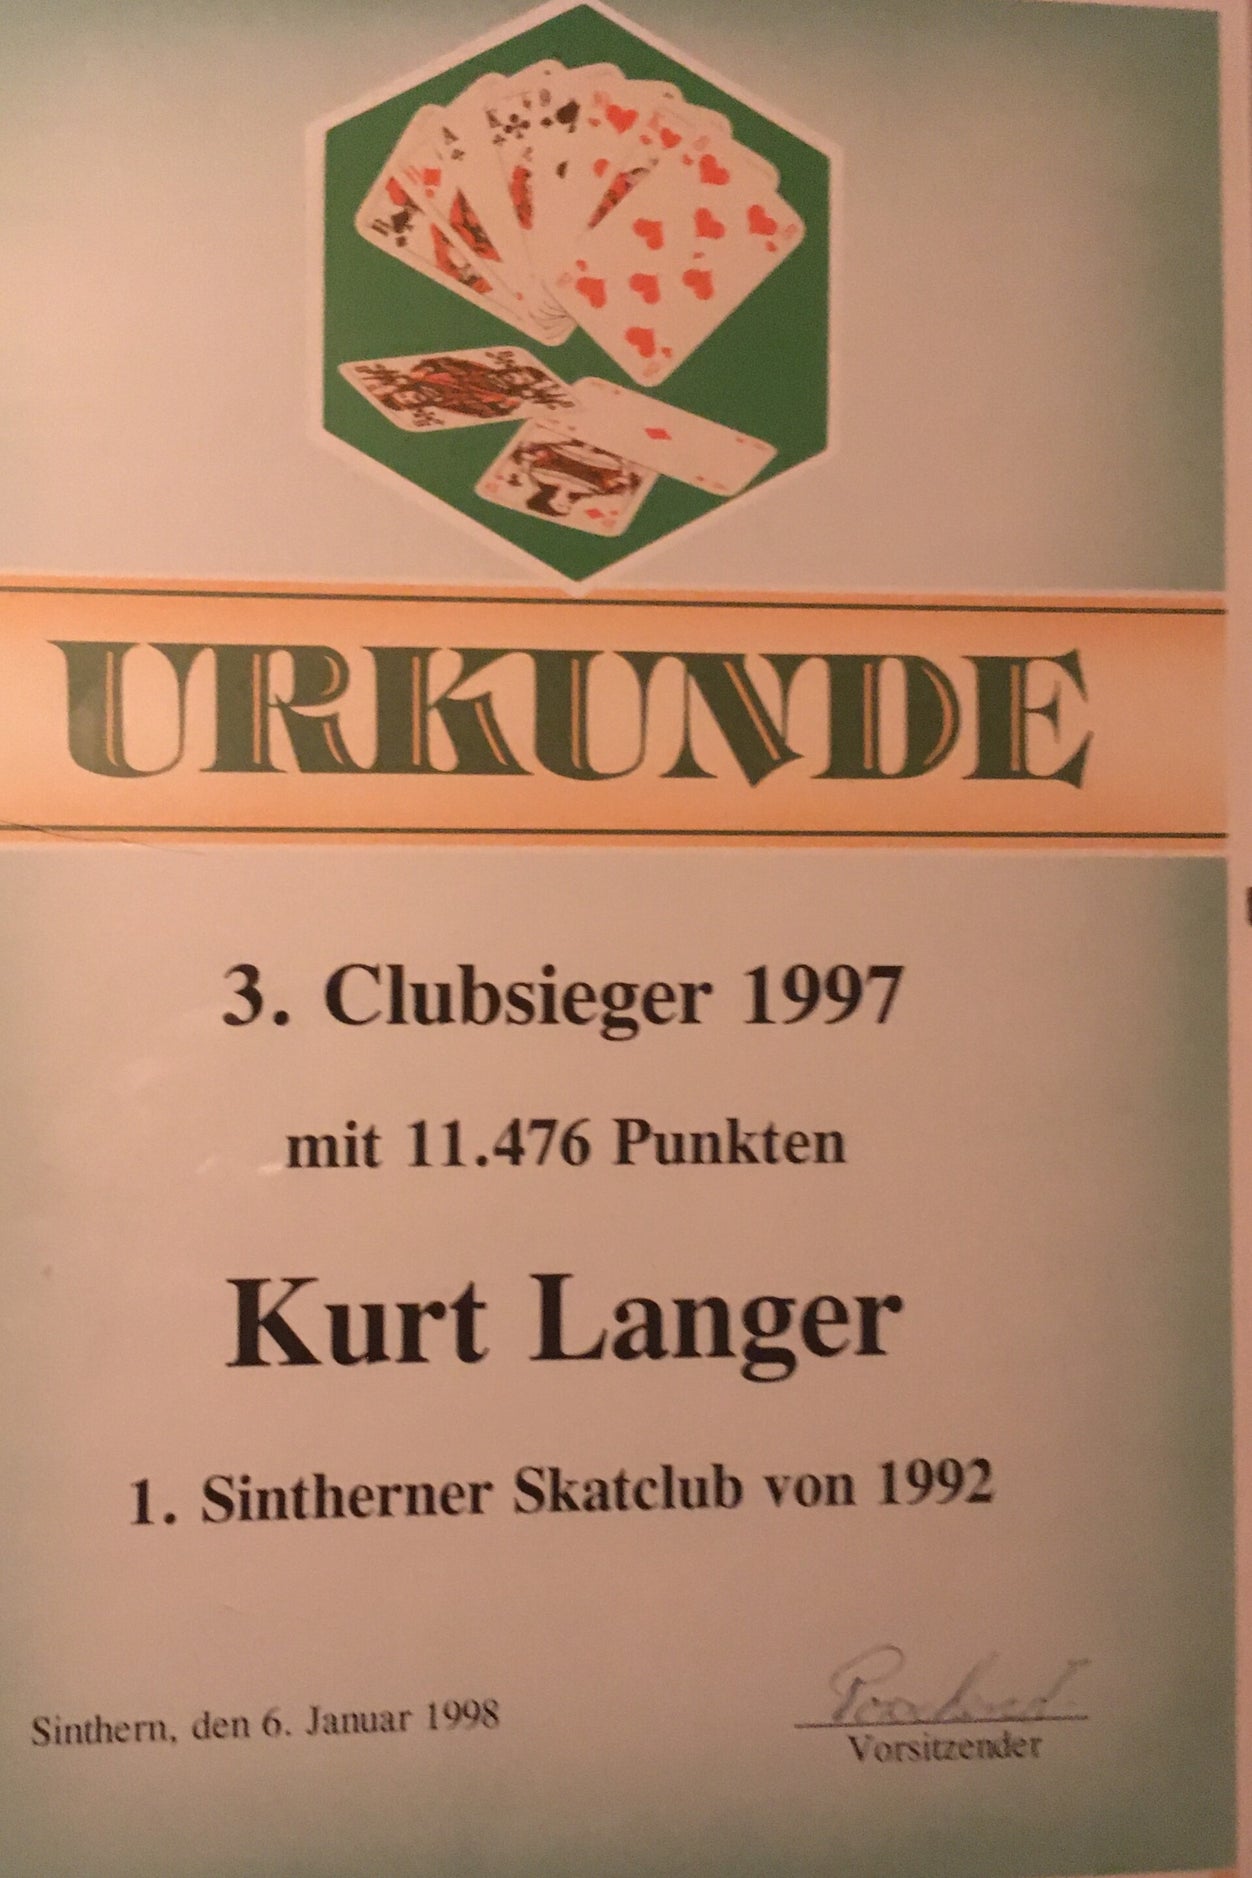 URKUNDE
3. Clubsieger 1997
mit 11.476 Punkten
Kurt Langer
1. Sintherner Skatclub von 1992
Sinthern, den 6. Januar 1998
Vorsitzender